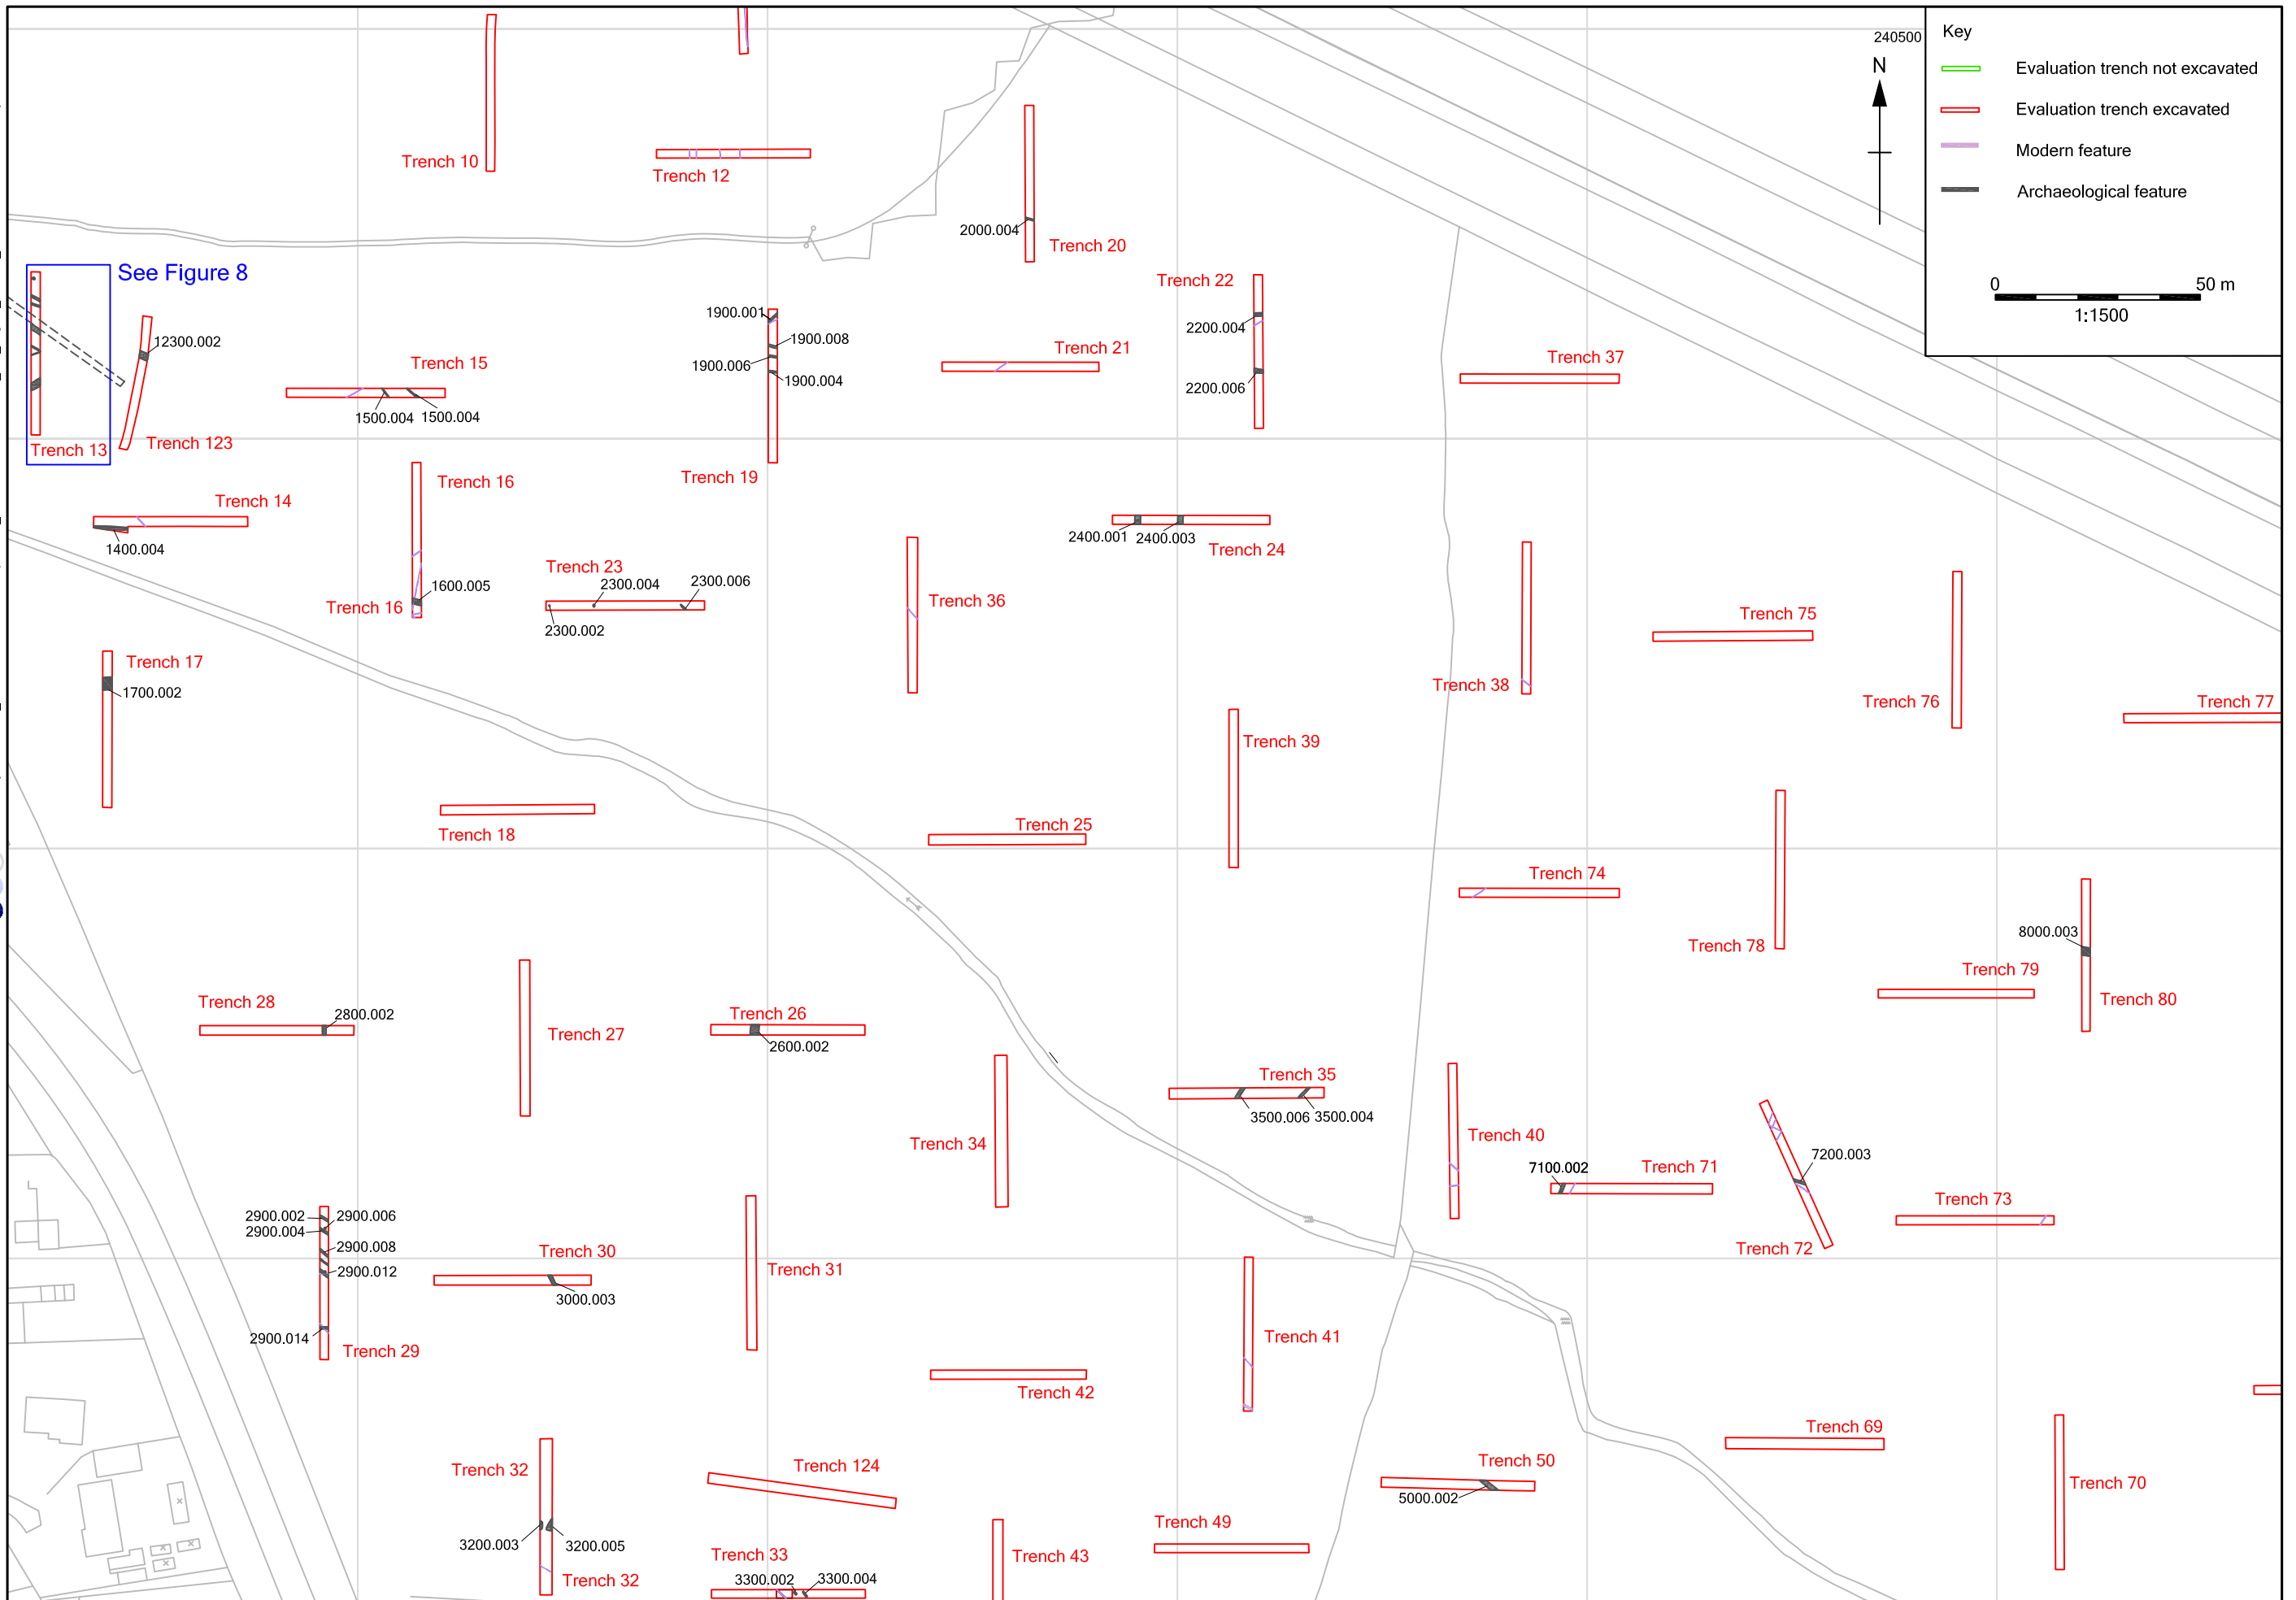 240500
Key
N
Evaluation trench not excavated
Evaluation trench excavated
Modern feature
Archaeological feature
0
50 m
1:1500
Trench 10
Trench 12
2000.004
Trench 20
See Figure 8
Trench 22
1900.001
2200.004
12300.002
1900.008
Trench 15
1900.006
Trench 21
Trench 37
1900.004
2200.006
1500.004
1500.004
Trench 13
Trench 123
Trench 19
Trench 16
Trench 14
1400.004
2400.001
2400.003
Trench 24
Trench 23
2300.004
2300.006
1600.005
Trench 16
2300.002
Trench 36
Trench 75
Trench 17
1700.002
Trench 38
Trench 76
Trench 77
Trench 39
Trench 18
Trench 25
Trench 74
Trench 78
8000.003
Trench 79
Trench 80
Trench 28
2800.002
Trench 27
Trench 26
2600.002
Trench 35
3500.006
3500.004
Trench 34
Trench 40
7100.002
Trench 71
7200.003
Trench 73
Trench 72
2900.002
2900.006
2900.004
2900.008
2900.012
Trench 30
3000.003
Trench 31
2900.014
Trench 29
Trench 41
Trench 42
Trench 69
Trench 32
Trench 124
Trench 50
5000.002
Trench 70
3200.003
3200.005
Trench 49
Trench 33
Trench 43
3300.002
3300.004
Trench 32